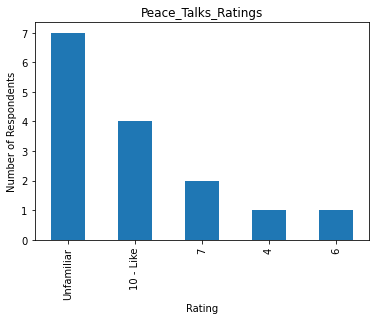 Peace_Talks_Ratings
Number of Respondents
7
6
5
4
3
2
1
0
Unfamiliar
10 - Like
7
4
6
Rating